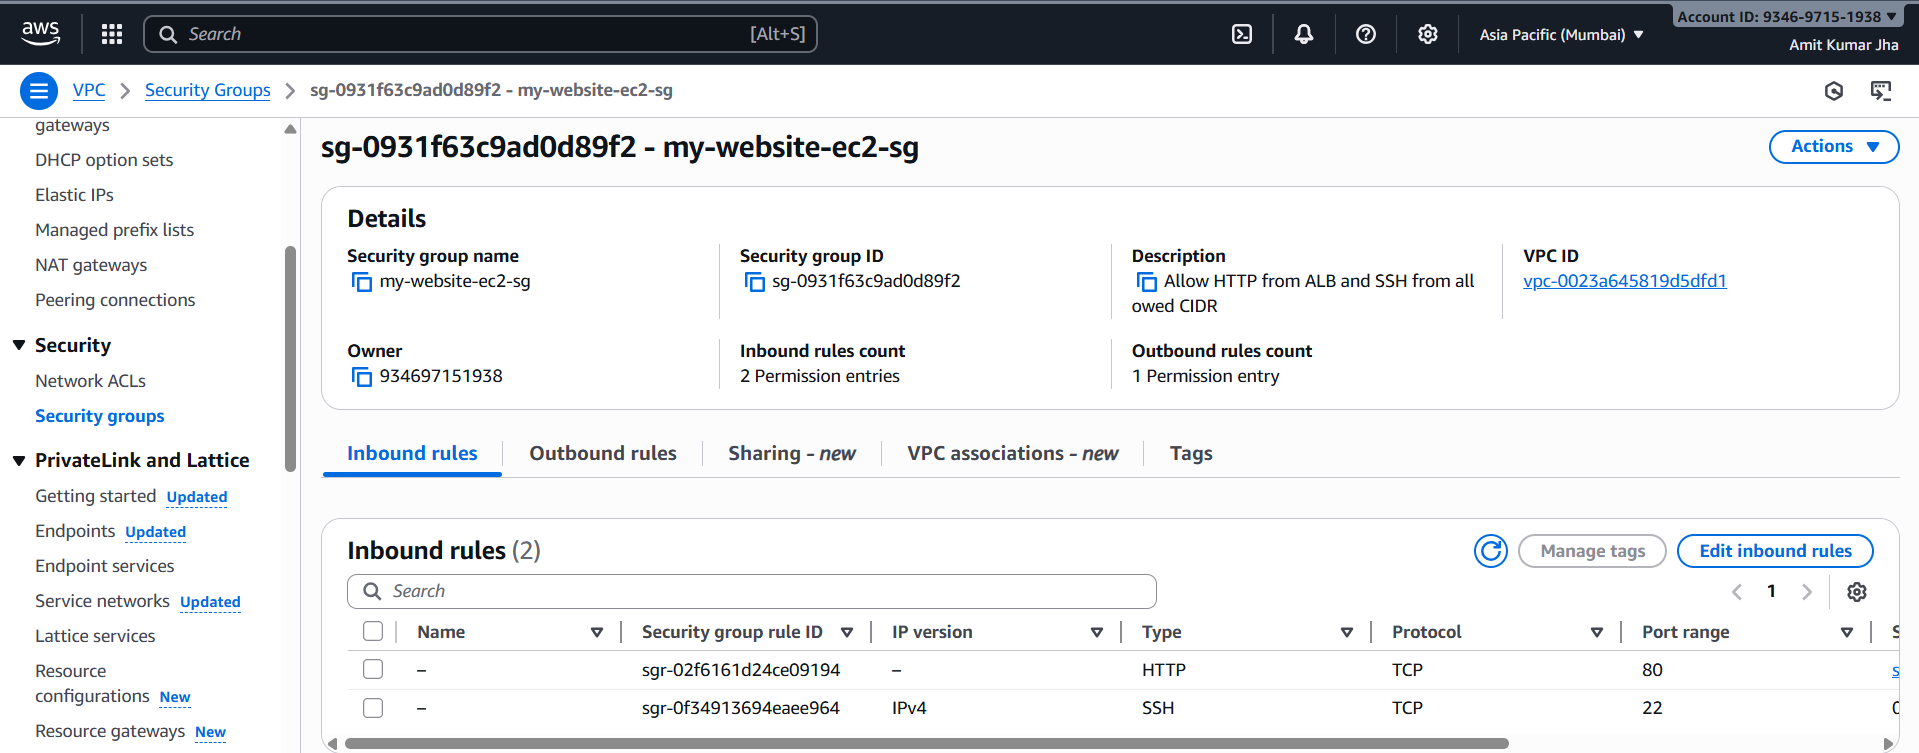 aws
Search
[Alt+S]
Asia Pacific (Mumbai)
Account ID: 9346-9715-1938
Amit Kumar Jha
VPC
Security Groups
sg-0931f63c9ad0d89f2 - my-website-ec2-sg
gateways
DHCP option sets
Elastic IPs
Managed prefix lists
NAT gateways
Peering connections
Security
Network ACLs
Security groups
PrivateLink and Lattice
Getting started Updated
Endpoints Updated
Endpoint services
Service networks Updated
Lattice services
Resource
configurations New
Resource gateways New
sg-0931f63c9ad0d89f2 - my-website-ec2-sg
Actions
Details
Security group name
my-website-ec2-sg
Security group ID
sg-0931f63c9ad0d89f2
Description
Allow HTTP from ALB and SSH from all
owed CIDR
VPC ID
vpc-0023a645819d5dfd1
Owner
934697151938
Inbound rules count
2 Permission entries
Outbound rules count
1 Permission entry
Inbound rules
Outbound rules
Sharing - new
VPC associations - new
Tags
Inbound rules (2)
Manage tags
Edit inbound rules
Search
1
Name Security group rule ID IP version Type Protocol Port range
– sgr-02f6161d24ce09194 – HTTP TCP 80
– sgr-0f34913694eaee964 IPv4 SSH TCP 22